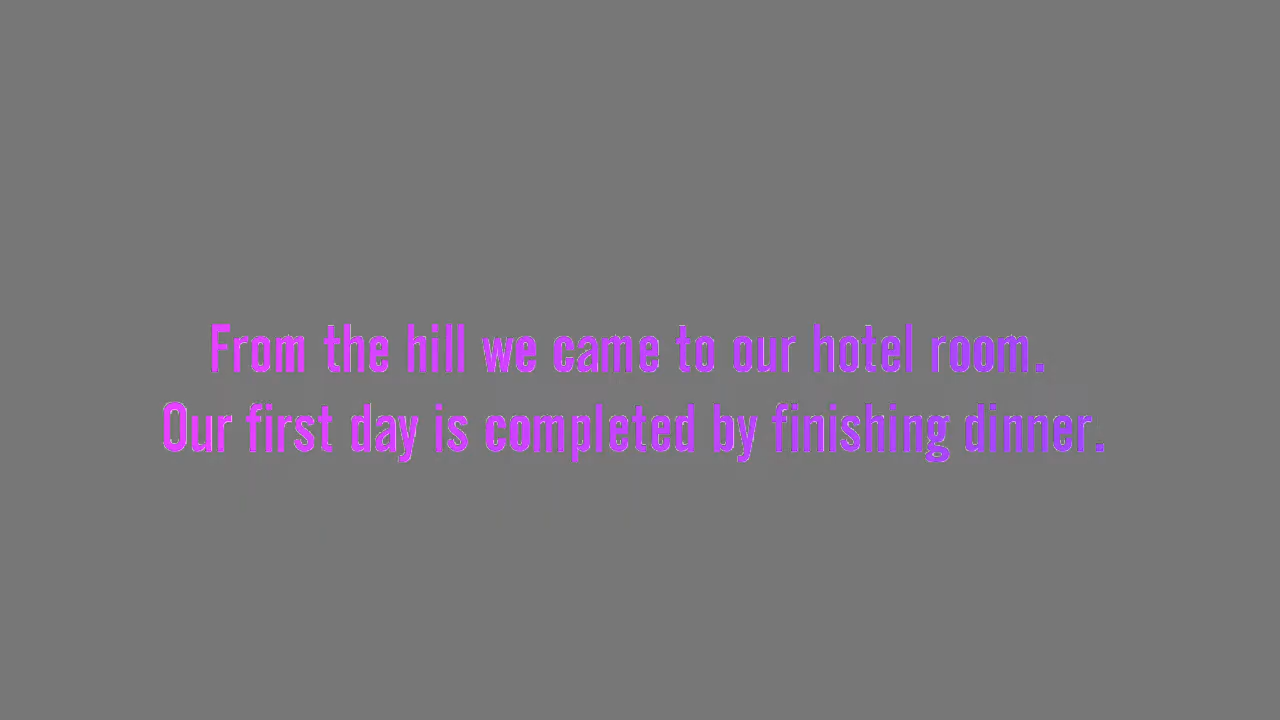 From the hill we came to our hotel room.
Our first day is completed by finishing dinner.